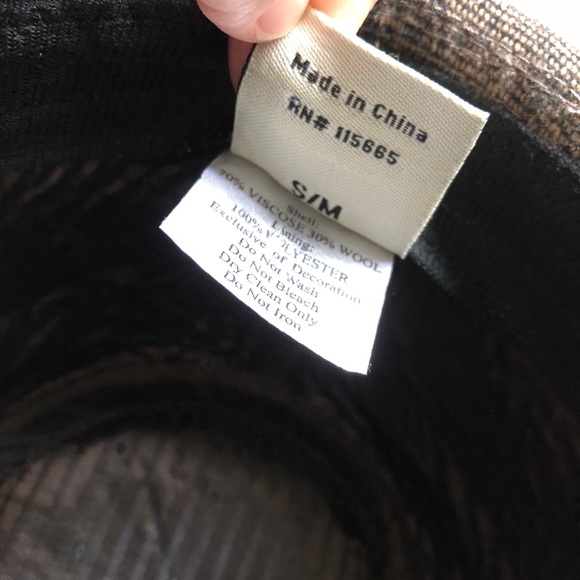 Made in China
RN# 115665
S/M
Shell:
70% VISCOSE 30% WOOL
Lining:
100% POLYESTER
Exclusive of Decoration
Do Not Wash
Do Not Bleach
Dry Clean Only
Do Not Iron